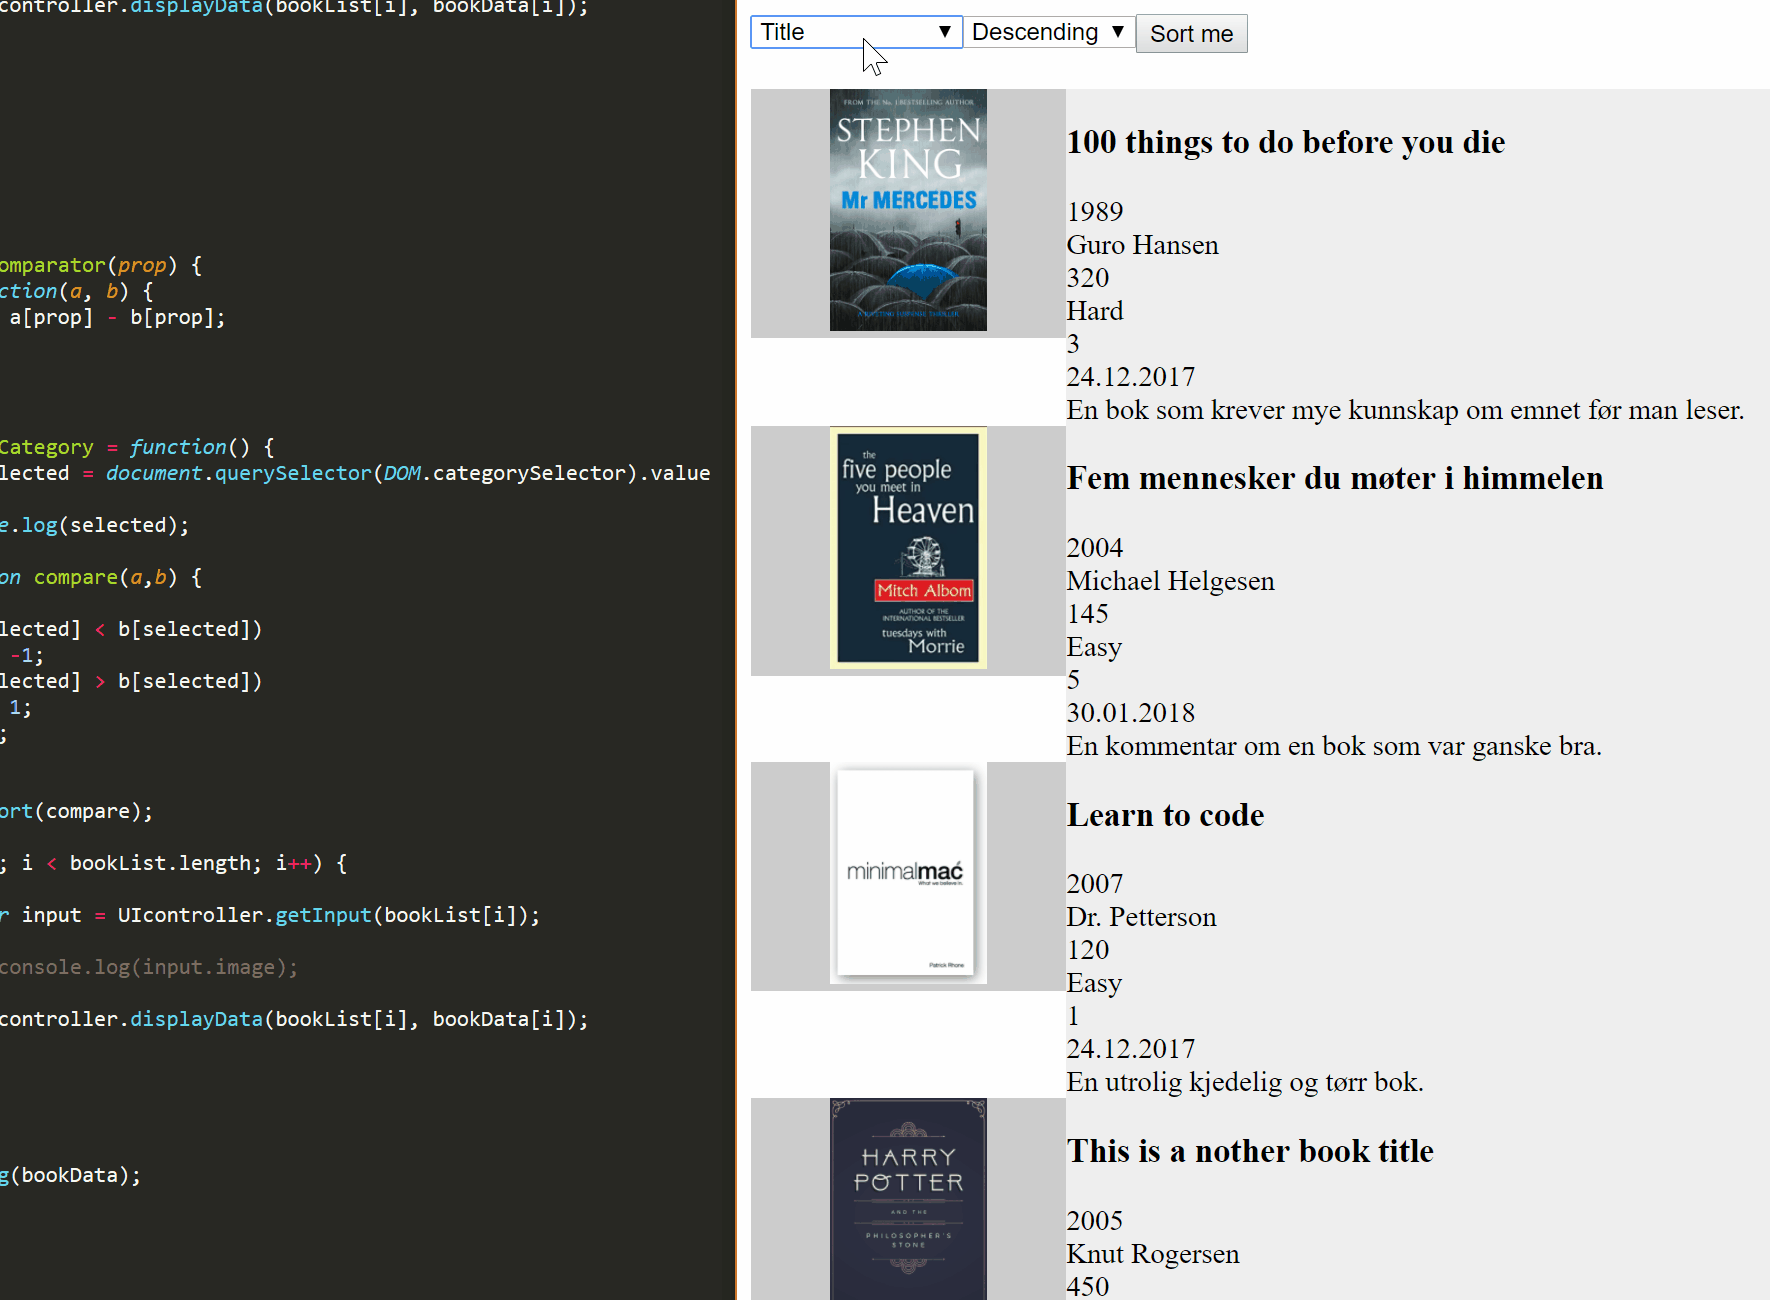 controller.displayData(bookList[i], bookData[i]);
omparator(prop) {
ction(a, b) {
a[prop] - b[prop];
Category = function() {
lected = document.querySelector(DOM.categorySelector).value
e.log(selected);
on compare(a,b) {
lected] < b[selected])
-1;
lected] > b[selected])
1;
;
ort(compare);
; i < bookList.length; i++) {
r input = UIcontroller.getInput(bookList[i]);
console.log(input.image);
controller.displayData(bookList[i], bookData[i]);
g(bookData);
Title ▼ Descending ▼ Sort me
FROM THE No. 1 BESTSELLING AUTHOR
STEPHEN
KING
Mr MERCEDES
100 things to do before you die
1989
Guro Hansen
320
Hard
3
24.12.2017
En bok som krever mye kunnskap om emnet før man leser.
the
five people
you meet in
Heaven
Mitch Albom
AUTHOR OF THE
INTERNATIONAL BESTSELLER
tuesdays with
Morrie
Fem mennesker du møter i himmelen
2004
Michael Helgesen
145
Easy
5
30.01.2018
En kommentar om en bok som var ganske bra.
minimalmac
What we believe in.
Patrick Rhone
Learn to code
2007
Dr. Petterson
120
Easy
1
24.12.2017
En utrolig kjedelig og tørr bok.
HARRY
POTTER
AND THE
PHILOSOPHER'S
STONE
This is a nother book title
2005
Knut Rogersen
450